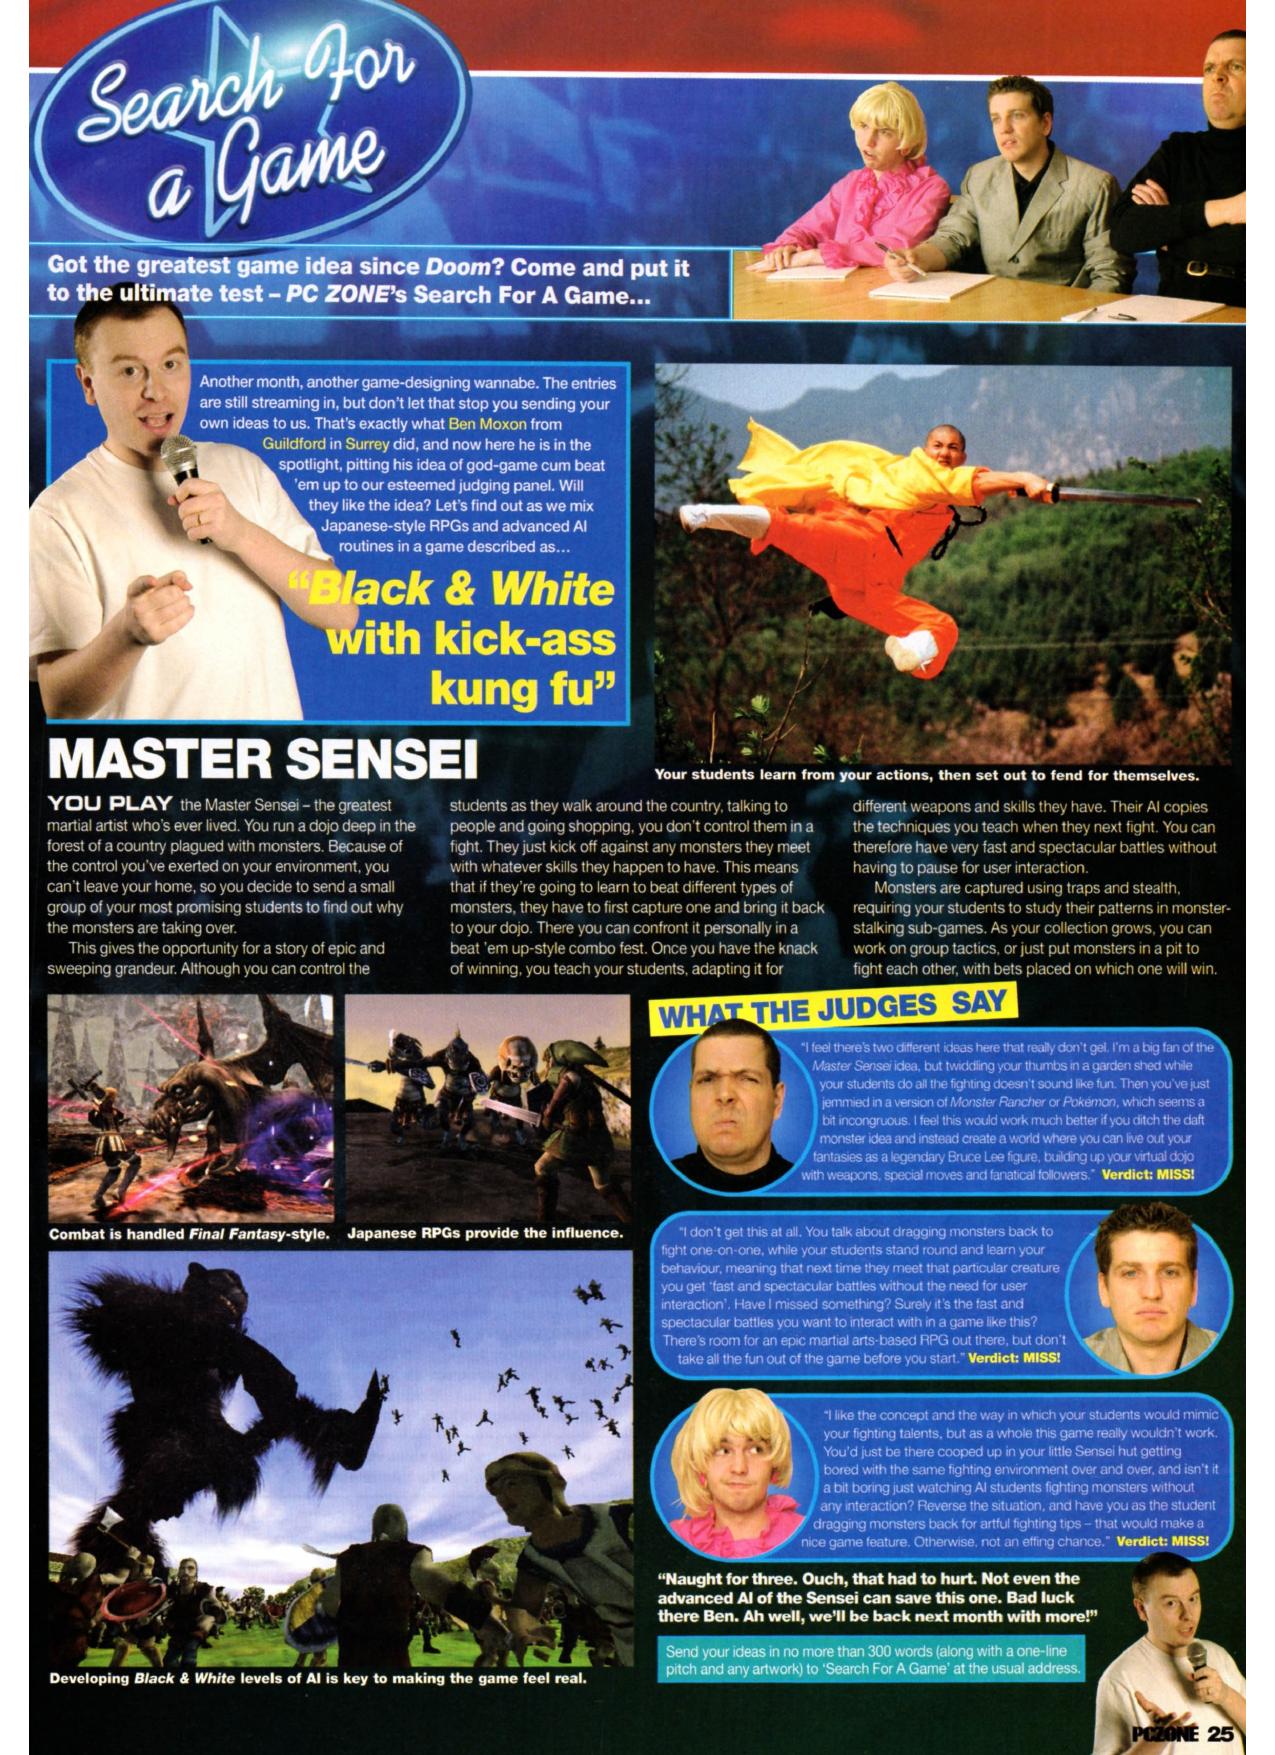 Search For
a Game
Got the greatest game idea since Doom? Come and put it
to the ultimate test – PC ZONE's Search For A Game...
Another month, another game-designing wannabe. The entries
are still streaming in, but don't let that stop you sending your
own ideas to us. That's exactly what Ben Moxon from
Guildford in Surrey did, and now here he is in the
spotlight, pitting his idea of god-game cum beat
'em up to our esteemed judging panel. Will
they like the idea? Let's find out as we mix
Japanese-style RPGs and advanced AI
routines in a game described as...
"Black & White
with kick-ass
kung fu"
Your students learn from your actions, then set out to fend for themselves.
MASTER SENSEI
YOU PLAY the Master Sensei – the greatest
martial artist who's ever lived. You run a dojo deep in the
forest of a country plagued with monsters. Because of
the control you've exerted on your environment, you
can't leave your home, so you decide to send a small
group of your most promising students to find out why
the monsters are taking over.
This gives the opportunity for a story of epic and
sweeping grandeur. Although you can control the
students as they walk around the country, talking to
people and going shopping, you don't control them in a
fight. They just kick off against any monsters they meet
with whatever skills they happen to have. This means
that if they're going to learn to beat different types of
monsters, they have to first capture one and bring it back
to your dojo. There you can confront it personally in a
beat 'em up-style combo fest. Once you have the knack
of winning, you teach your students, adapting it for
different weapons and skills they have. Their AI copies
the techniques you teach when they next fight. You can
therefore have very fast and spectacular battles without
having to pause for user interaction.
Monsters are captured using traps and stealth,
requiring your students to study their patterns in monster-
stalking sub-games. As your collection grows, you can
work on group tactics, or just put monsters in a pit to
fight each other, with bets placed on which one will win.
Combat is handled Final Fantasy-style.
Japanese RPGs provide the influence.
Developing Black & White levels of AI is key to making the game feel real.
WHAT THE JUDGES SAY
"I feel there's two different ideas here that really don't gel. I'm a big fan of the
Master Sensei idea, but twiddling your thumbs in a garden shed while
your students do all the fighting doesn't sound like fun. Then you've just
jemmied in a version of Monster Rancher or Pokémon, which seems a
bit incongruous. I feel this would work much better if you ditch the daft
monster idea and instead create a world where you can live out your
fantasies as a legendary Bruce Lee figure, building up your virtual dojo
with weapons, special moves and fanatical followers." Verdict: MISS!
"I don't get this at all. You talk about dragging monsters back to
fight one-on-one, while your students stand round and learn your
behaviour, meaning that next time they meet that particular creature
you get 'fast and spectacular battles without the need for user
interaction'. Have I missed something? Surely it's the fast and
spectacular battles you want to interact with in a game like this?
There's room for an epic martial arts-based RPG out there, but don't
take all the fun out of the game before you start." Verdict: MISS!
"I like the concept and the way in which your students would mimic
your fighting talents, but as a whole this game really wouldn't work.
You'd just be there cooped up in your little Sensei hut getting
bored with the same fighting environment over and over, and isn't it
a bit boring just watching AI students fighting monsters without
any interaction? Reverse the situation, and have you as the student
dragging monsters back for artful fighting tips – that would make a
nice game feature. Otherwise, not an effing chance." Verdict: MISS!
"Naught for three. Ouch, that had to hurt. Not even the
advanced AI of the Sensei can save this one. Bad luck
there Ben. Ah well, we'll be back next month with more!"
Send your ideas in no more than 300 words (along with a one-line
pitch and any artwork) to 'Search For A Game' at the usual address.
PCZONE 25